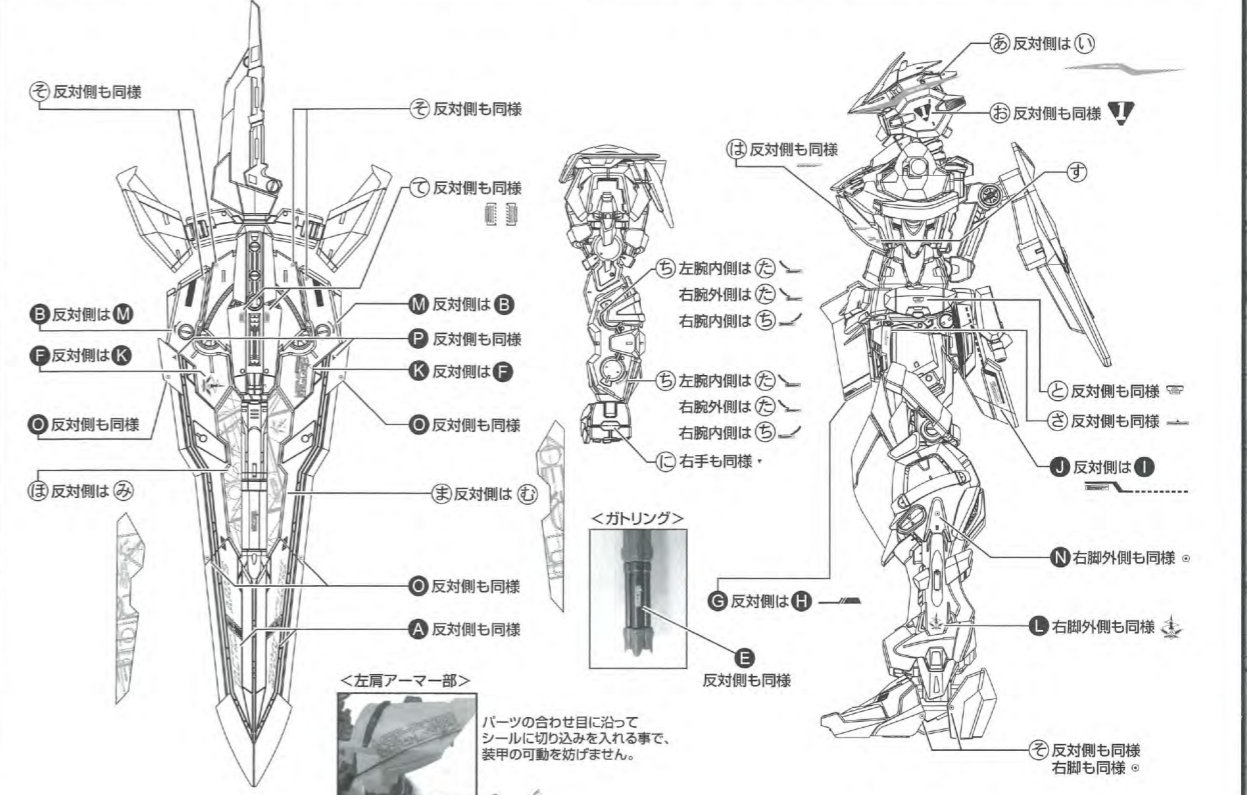 そ 反対側も同様
そ 反対側も同様
て 反対側も同様
B 反対側は M
M 反対側は B
P 反対側も同様
F 反対側は K
K 反対側は F
O 反対側も同様
O 反対側も同様
ほ 反対側は み
ま 反対側は む
O 反対側も同様
A 反対側も同様
<左肩アーマー部>
パーツの合わせ目に沿って
シールに切り込みを入れる事で、
装甲の可動を妨げません。
ち 左腕内側は た
右腕外側は た
右腕内側は ち
ち 左腕内側は た
右腕外側は た
右腕内側は ち
に 右手も同様
<ガトリング>
E
反対側も同様
あ 反対側は い
お 反対側も同様 1
は 反対側も同様
す
と 反対側も同様
さ 反対側も同様
J 反対側は I
G 反対側は H
N 右脚外側も同様
L 右脚外側も同様
そ 反対側も同様
右脚も同様